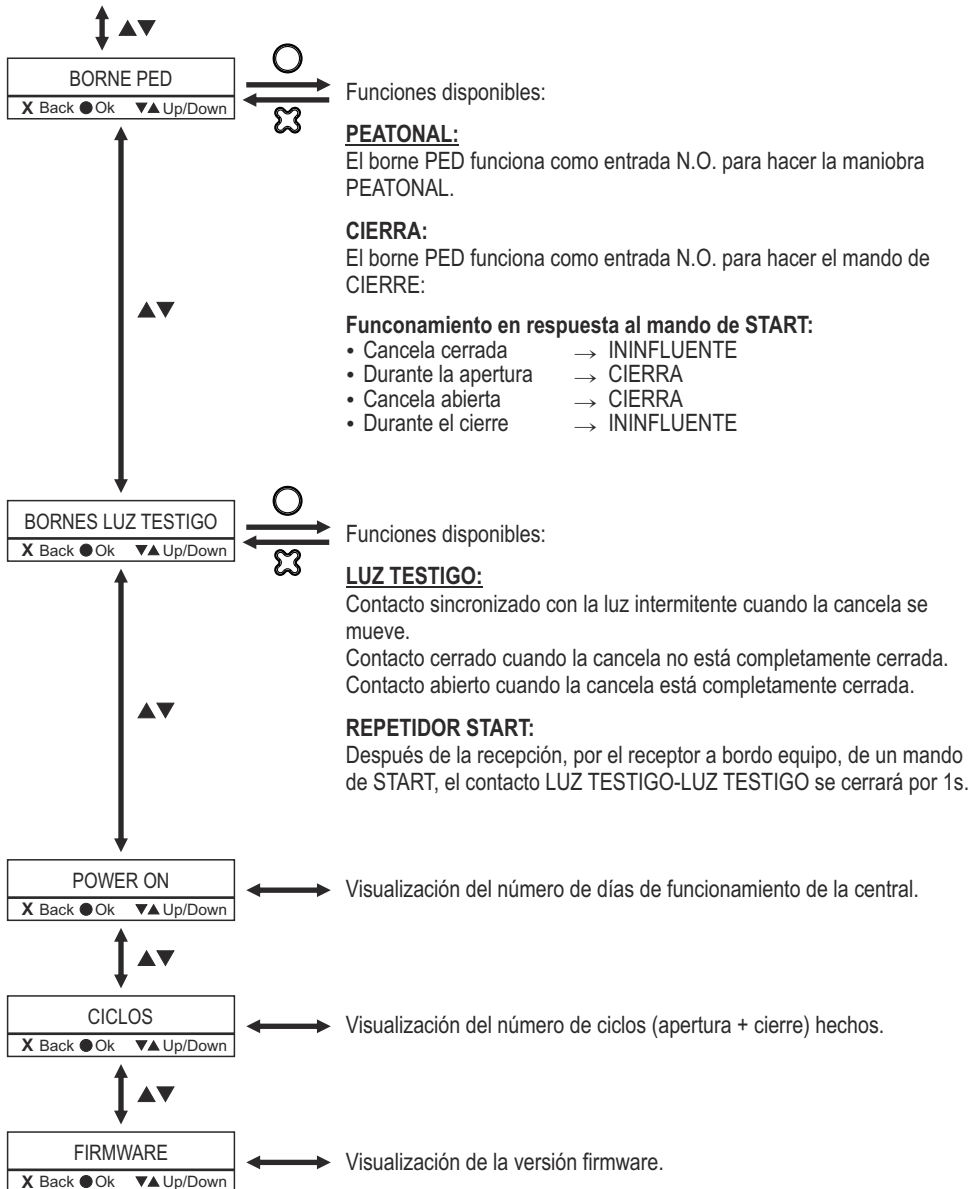 ▲▼
BORNE PED
X Back ●Ok ▼▲Up/Down
Funciones disponibles:
PEATONAL:
El borne PED funciona como entrada N.O. para hacer la maniobra
PEATONAL.
CIERRA:
El borne PED funciona como entrada N.O. para hacer el mando de
CIERRE:
Funconamiento en respuesta al mando de START:
• Cancela cerrada → ININFLUENTE
• Durante la apertura → CIERRA
• Cancela abierta → CIERRA
• Durante el cierre → ININFLUENTE
▲▼
BORNES LUZ TESTIGO
X Back ●Ok ▼▲Up/Down
Funciones disponibles:
LUZ TESTIGO:
Contacto sincronizado con la luz intermitente cuando la cancela se
mueve.
Contacto cerrado cuando la cancela no está completamente cerrada.
Contacto abierto cuando la cancela está completamente cerrada.
REPETIDOR START:
Después de la recepción, por el receptor a bordo equipo, de un mando
de START, el contacto LUZ TESTIGO-LUZ TESTIGO se cerrará por 1s.
▲▼
POWER ON
X Back ●Ok ▼▲Up/Down
Visualización del número de días de funcionamiento de la central.
▲▼
CICLOS
X Back ●Ok ▼▲Up/Down
Visualización del número de ciclos (apertura + cierre) hechos.
▲▼
FIRMWARE
X Back ●Ok ▼▲Up/Down
Visualización de la versión firmware.